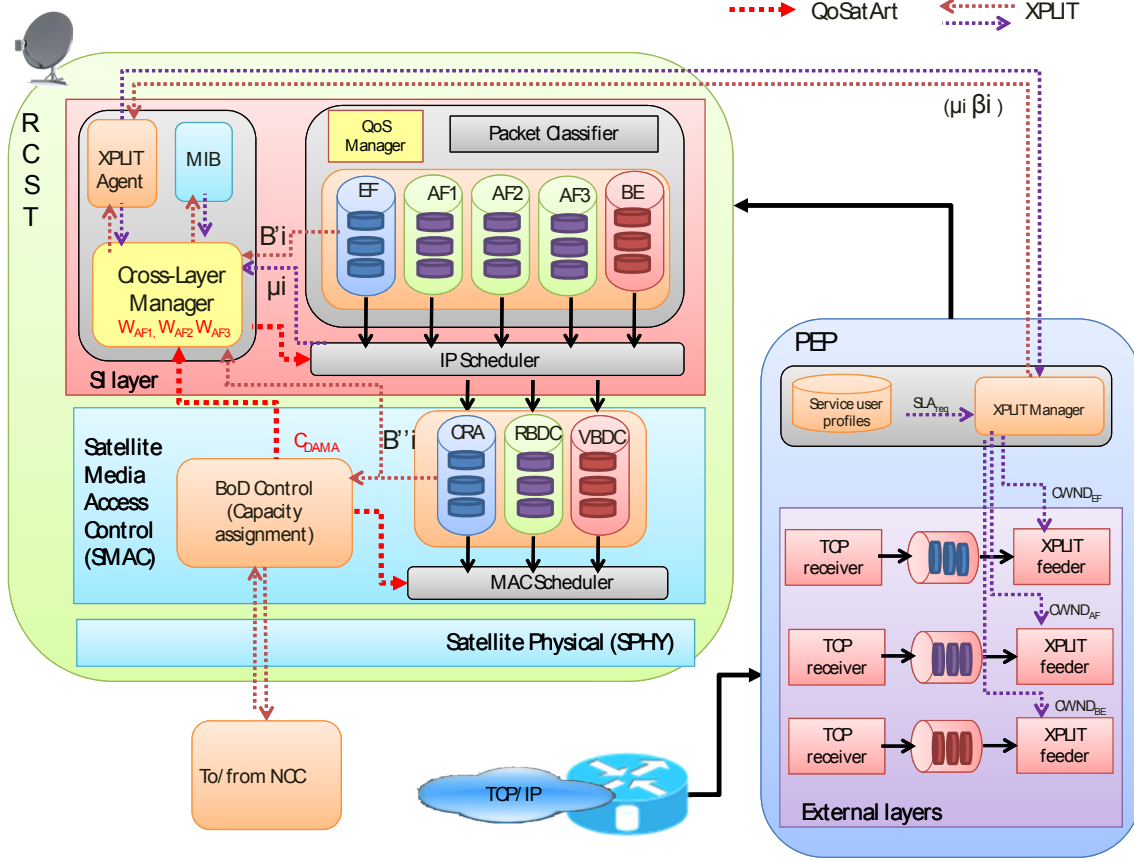 QoSatArt
XPLIT
R
C
S
T
XPLIT
Agent
MIB
QoS
Manager
Packet Classifier
(μi βi )
EF
AF1
AF2
AF3
BE
B'i
μi
Cross-Layer
Manager
WAF1, WAF2 WAF3
IP Scheduler
SI layer
PEP
Service user
profiles
SLAreq
XPLIT Manager
Satellite
Media
Access
Control
(SMAC)
CDAMA
B''i
CRA
RBDC
VBDC
BoD Control
(Capacity
assignment)
MAC Scheduler
Satellite Physical (SPHY)
CWNDEF
TCP
receiver
XPLIT
feeder
CWNDAF
TCP
receiver
XPLIT
feeder
CWNDBE
TCP
receiver
XPLIT
feeder
External layers
To/ from NCC
TCP/ IP